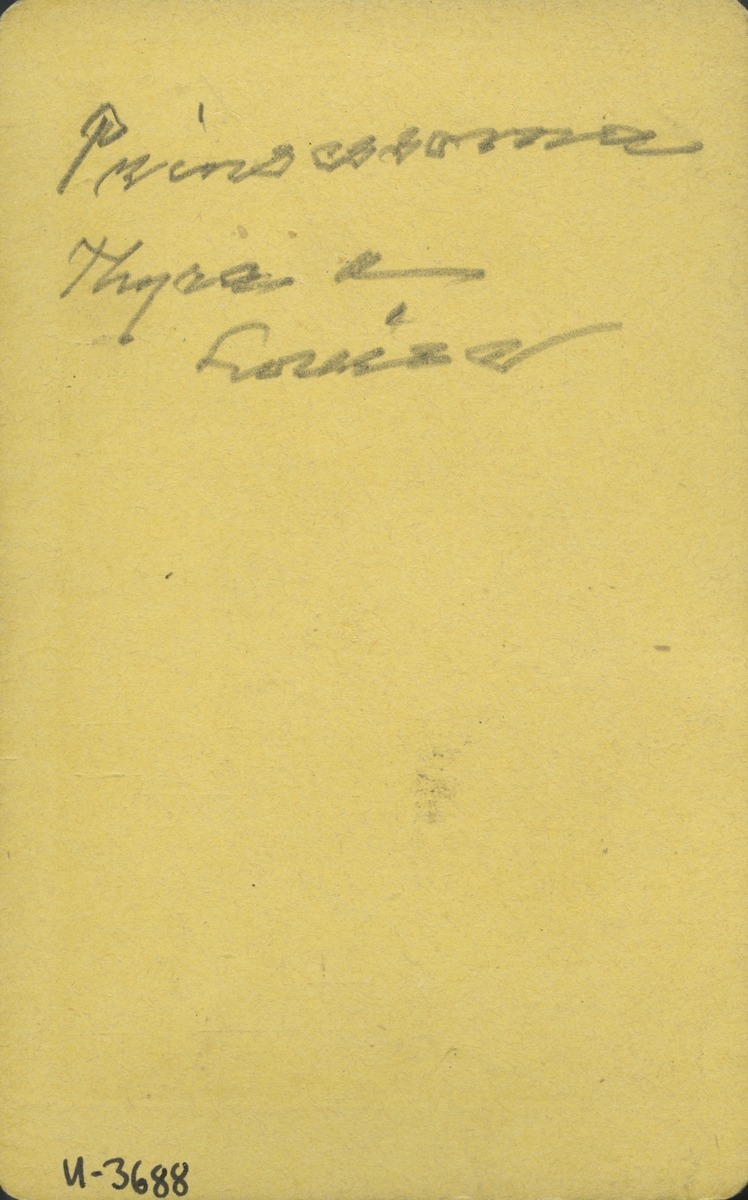 Prinsessorna
Thyra o
Louise
U-3688